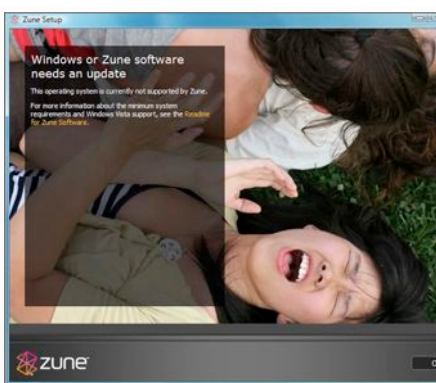 Zune Setup
Windows or Zune software
needs an update
This operating system is currently not supported by Zune.
For more information about the minimum system
requirements and Windows Vista support, see the Readme
for Zune Software.
zune